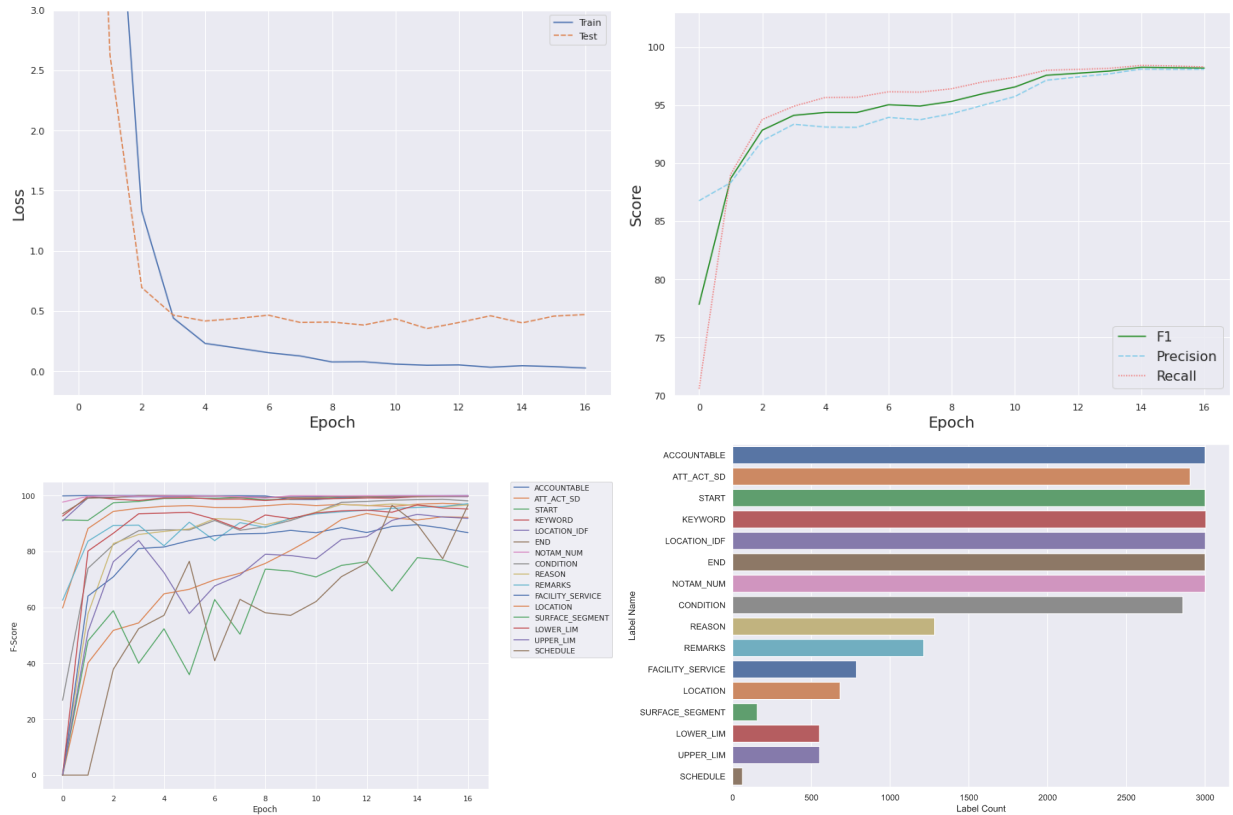 3.0
2.5
2.0
1.5
1.0
0.5
0.0
Loss
0 2 4 6 8 10 12 14 16
Epoch
Train
Test
100
95
90
85
80
75
70
Score
0 2 4 6 8 10 12 14 16
Epoch
F1
Precision
Recall
100
80
60
40
20
0
F-Score
0 2 4 6 8 10 12 14 16
Epoch
ACCOUNTABLE
ATT_ACT_SD
START
KEYWORD
LOCATION_IDF
END
NOTAM_NUM
CONDITION
REASON
REMARKS
FACILITY_SERVICE
LOCATION
SURFACE_SEGMENT
LOWER_LIM
UPPER_LIM
SCHEDULE
Label Name
ACCOUNTABLE
ATT_ACT_SD
START
KEYWORD
LOCATION_IDF
END
NOTAM_NUM
CONDITION
REASON
REMARKS
FACILITY_SERVICE
LOCATION
SURFACE_SEGMENT
LOWER_LIM
UPPER_LIM
SCHEDULE
0 500 1000 1500 2000 2500 3000
Label Count